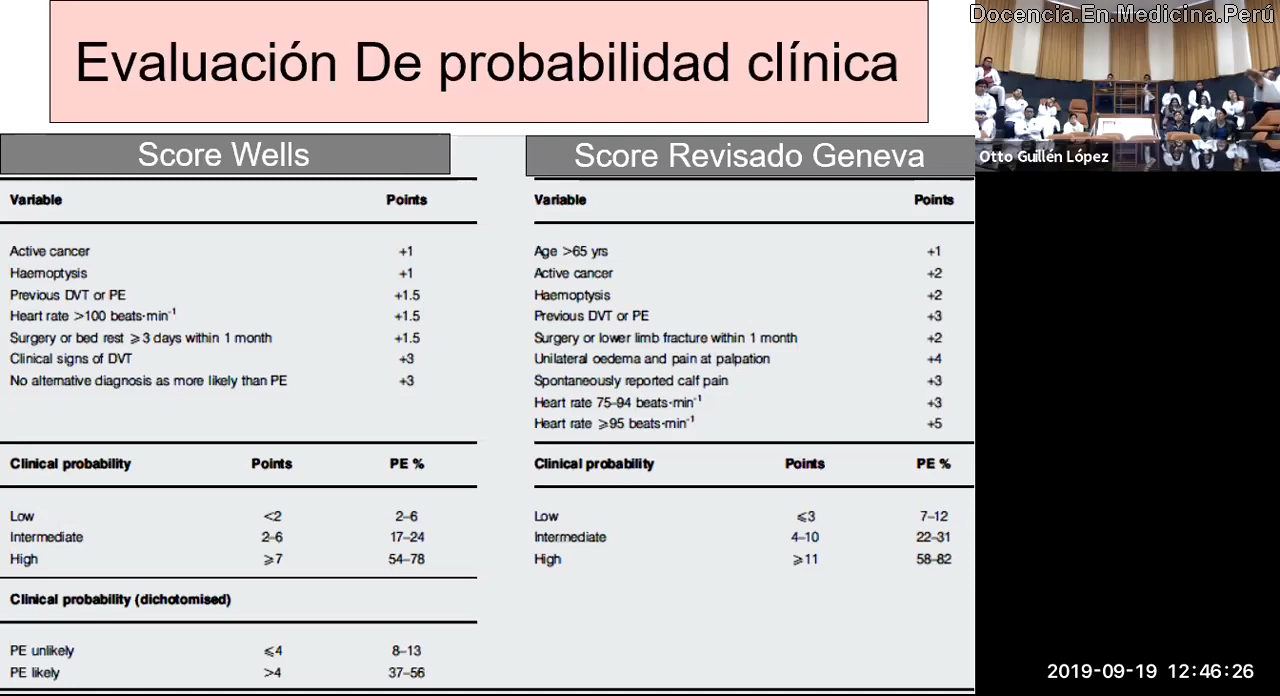 Evaluación De probabilidad clínica
Docencia.En.Medicina.Perú
Otto Guillén López
Score Wells
Variable Points
Active cancer +1
Haemoptysis +1
Previous DVT or PE +1.5
Heart rate >100 beats·min⁻¹ +1.5
Surgery or bed rest ⩾3 days within 1 month +1.5
Clinical signs of DVT +3
No alternative diagnosis as more likely than PE +3
Clinical probability Points PE %
Low <2 2–6
Intermediate 2–6 17–24
High ⩾7 54–78
Clinical probability (dichotomised)
PE unlikely ⩽4 8–13
PE likely >4 37–56
Score Revisado Geneva
Variable Points
Age >65 yrs +1
Active cancer +2
Haemoptysis +2
Previous DVT or PE +3
Surgery or lower limb fracture within 1 month +2
Unilateral oedema and pain at palpation +4
Spontaneously reported calf pain +3
Heart rate 75–94 beats·min⁻¹ +3
Heart rate ⩾95 beats·min⁻¹ +5
Clinical probability Points PE %
Low ⩽3 7–12
Intermediate 4–10 22–31
High ⩾11 58–82
2019-09-19 12:46:26